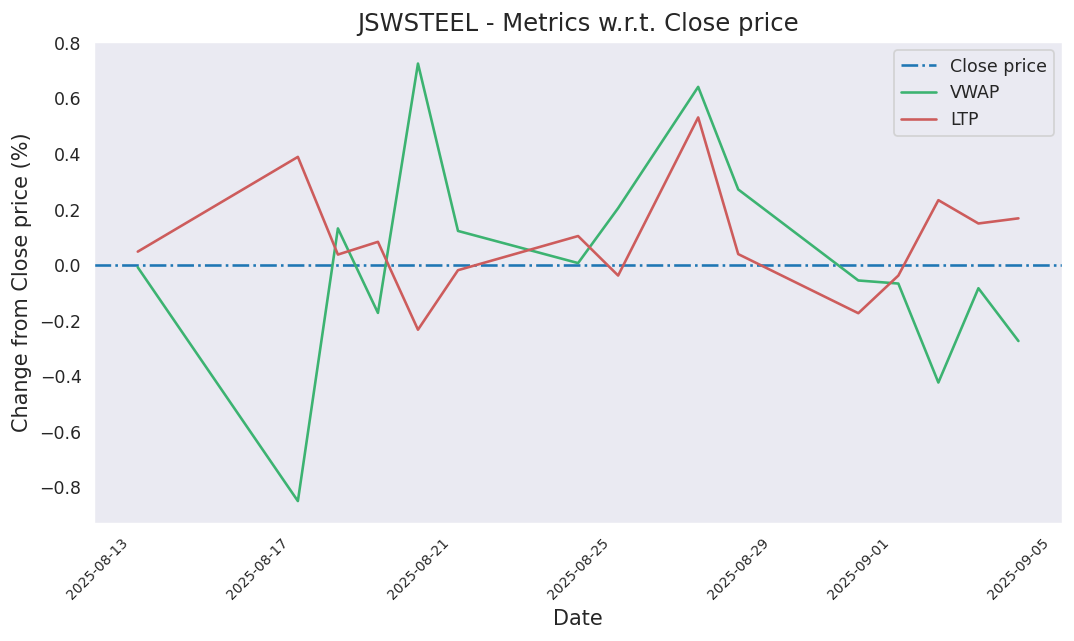 JSWSTEEL - Metrics w.r.t. Close price
Change from Close price (%)
0.8
0.6
0.4
0.2
0.0
−0.2
−0.4
−0.6
−0.8
Close price
VWAP
LTP
2025-08-13
2025-08-17
2025-08-21
2025-08-25
2025-08-29
2025-09-01
2025-09-05
Date